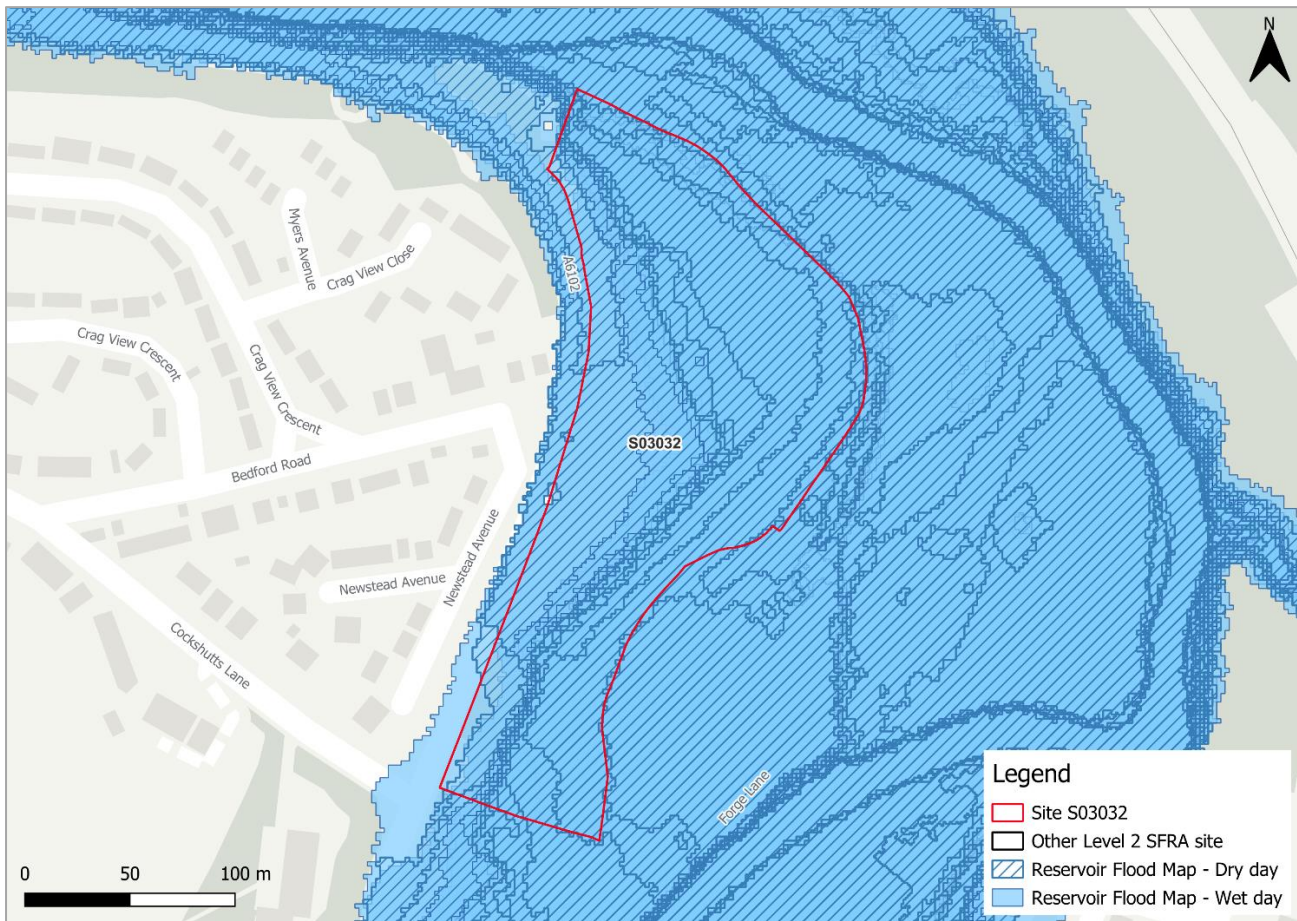 N
Myers Avenue
Crag View Close
A6102
Crag View Crescent
Crag View Crescent
S03032
Bedford Road
Newstead Avenue
Newstead Avenue
Cockshutts Lane
Forge Lane
Legend
Site S03032
Other Level 2 SFRA site
Reservoir Flood Map - Dry day
Reservoir Flood Map - Wet day
0 50 100 m